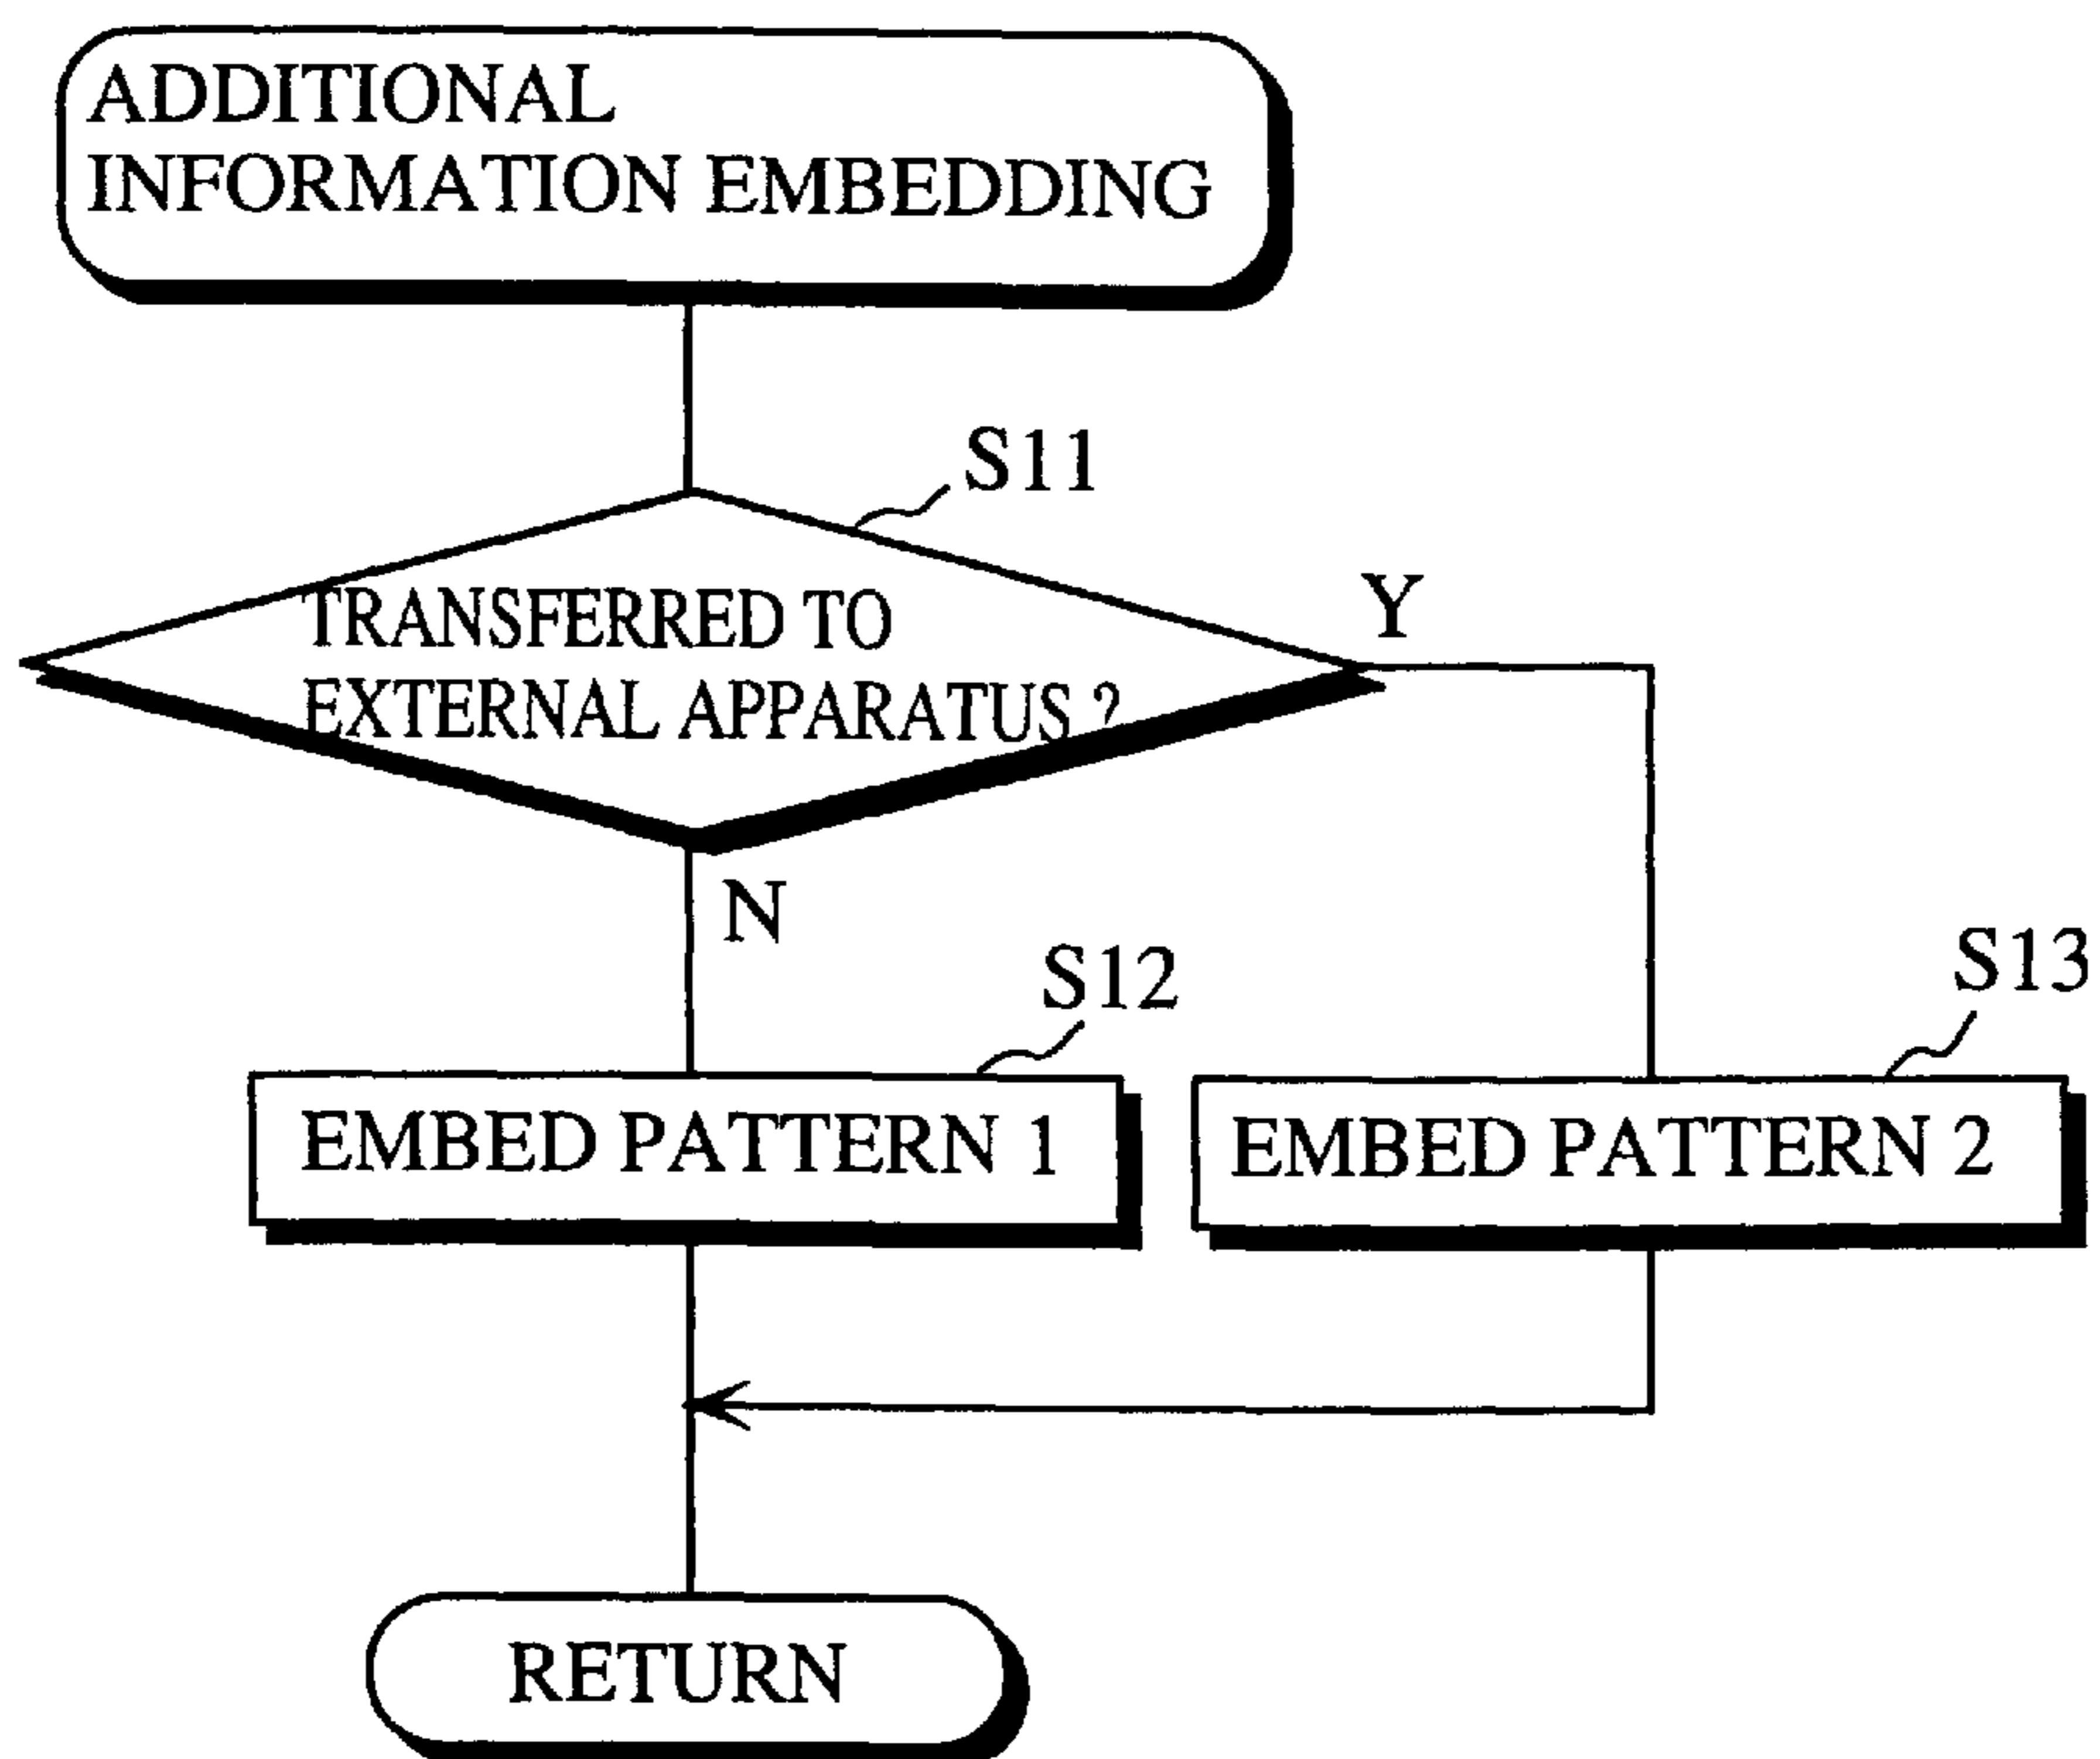 ADDITIONAL
INFORMATION EMBEDDING
S11
TRANSFERRED TO
EXTERNAL APPARATUS ?
Y
N
S12
S13
EMBED PATTERN 1
EMBED PATTERN 2
RETURN